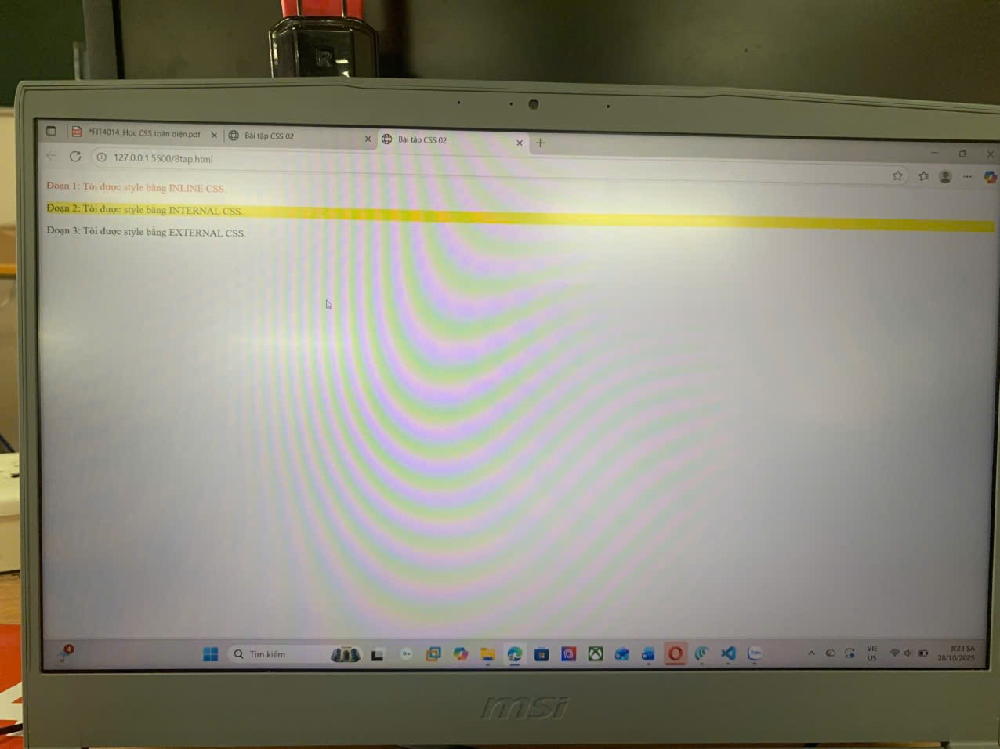 R
*FIT4014_Học CSS toàn diện.pdf
Bài tập CSS 02
Bài tập CSS 02
127.0.0.1:5500/Btap.html
Đoạn 1: Tôi được style bằng INLINE CSS.
Đoạn 2: Tôi được style bằng INTERNAL CSS.
Đoạn 3: Tôi được style bằng EXTERNAL CSS.
4
Tìm kiếm
VIE
US
8:23 SA
28/10/2025
msi